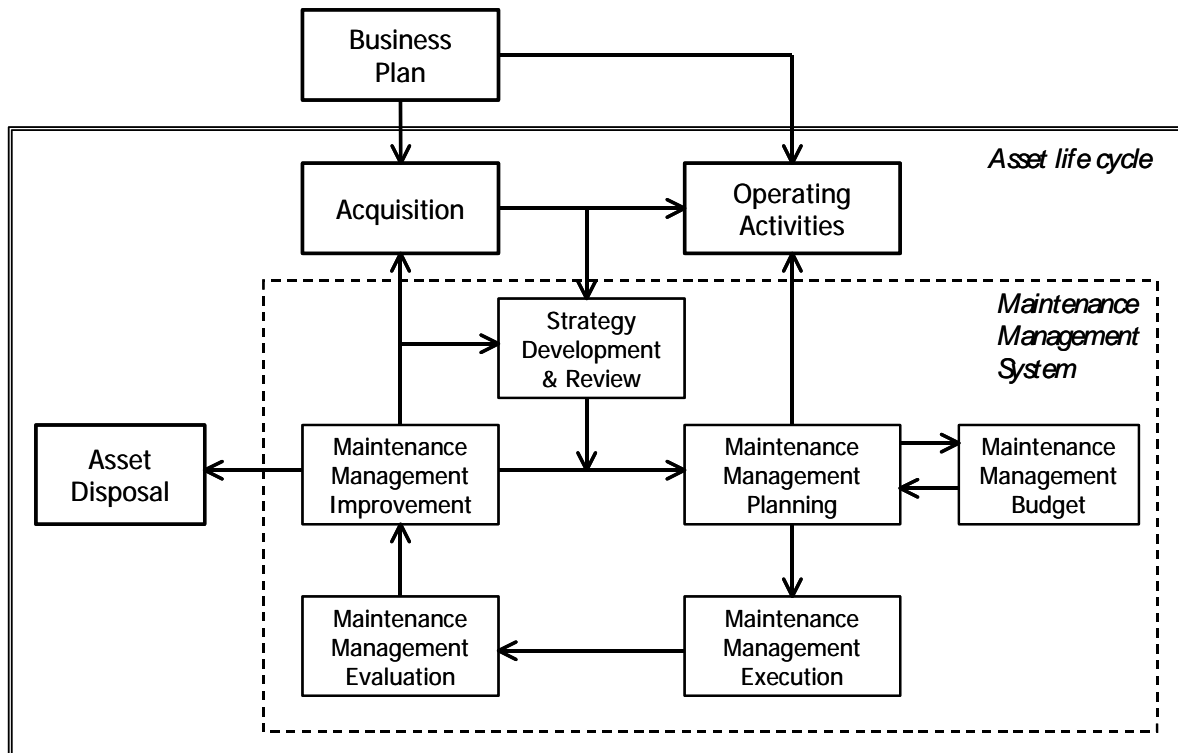 Business
Plan
Asset life cycle
Acquisition
Operating
Activities
Maintenance
Management
System
Strategy
Development
& Review
Asset
Disposal
Maintenance
Management
Improvement
Maintenance
Management
Planning
Maintenance
Management
Budget
Maintenance
Management
Evaluation
Maintenance
Management
Execution